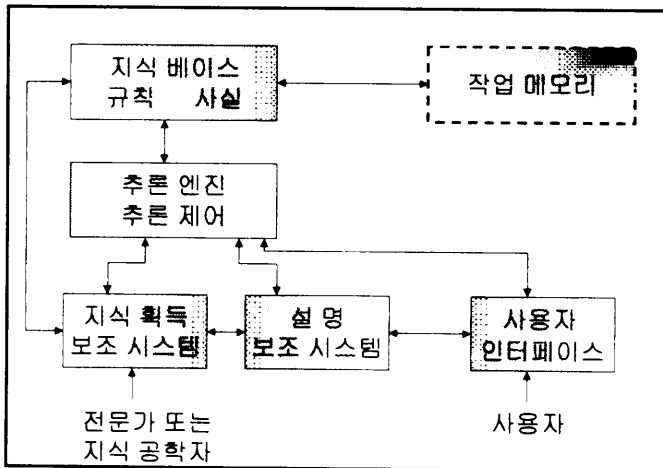 지식 베이스
규칙 사실
작업 메모리
추론 엔진
추론 제어
지식 획득
보조 시스템
설 명
보조 시스템
사용자
인터페이스
전문가 또는
지식 공학자
사용자